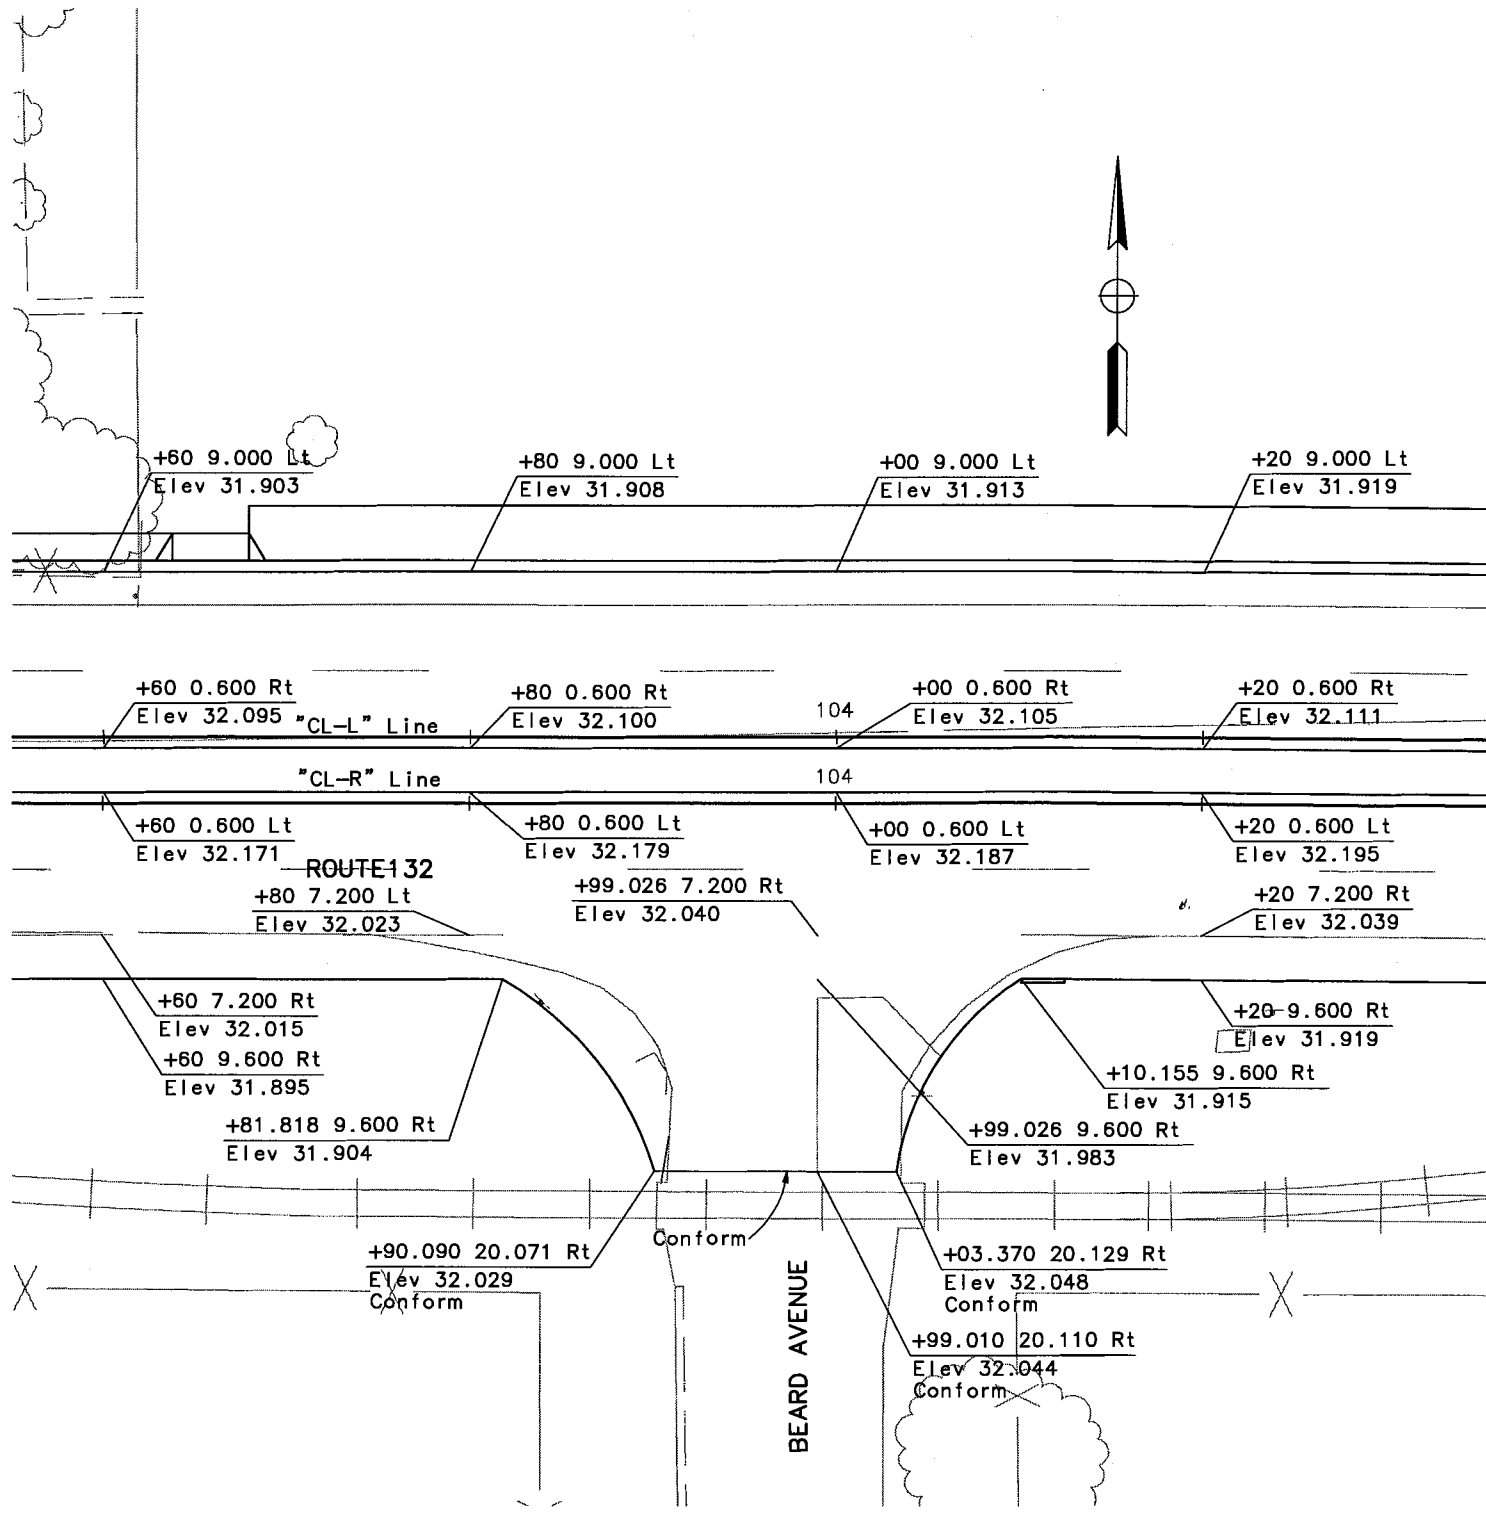 +60 9.000 Lt
Elev 31.903
+80 9.000 Lt
Elev 31.908
+00 9.000 Lt
Elev 31.913
+20 9.000 Lt
Elev 31.919
+60 0.600 Rt
Elev 32.095
"CL-L" Line
+80 0.600 Rt
Elev 32.100
104
+00 0.600 Rt
Elev 32.105
+20 0.600 Rt
Elev 32.111
"CL-R" Line
104
+60 0.600 Lt
Elev 32.171
+80 0.600 Lt
Elev 32.179
+00 0.600 Lt
Elev 32.187
+20 0.600 Lt
Elev 32.195
ROUTE 132
+80 7.200 Lt
Elev 32.023
+99.026 7.200 Rt
Elev 32.040
+20 7.200 Rt
Elev 32.039
+60 7.200 Rt
Elev 32.015
+60 9.600 Rt
Elev 31.895
+20 9.600 Rt
Elev 31.919
+10.155 9.600 Rt
Elev 31.915
+81.818 9.600 Rt
Elev 31.904
+99.026 9.600 Rt
Elev 31.983
+90.090 20.071 Rt
Elev 32.029
Conform
Conform
+03.370 20.129 Rt
Elev 32.048
Conform
+99.010 20.110 Rt
Elev 32.044
Conform
BEARD AVENUE